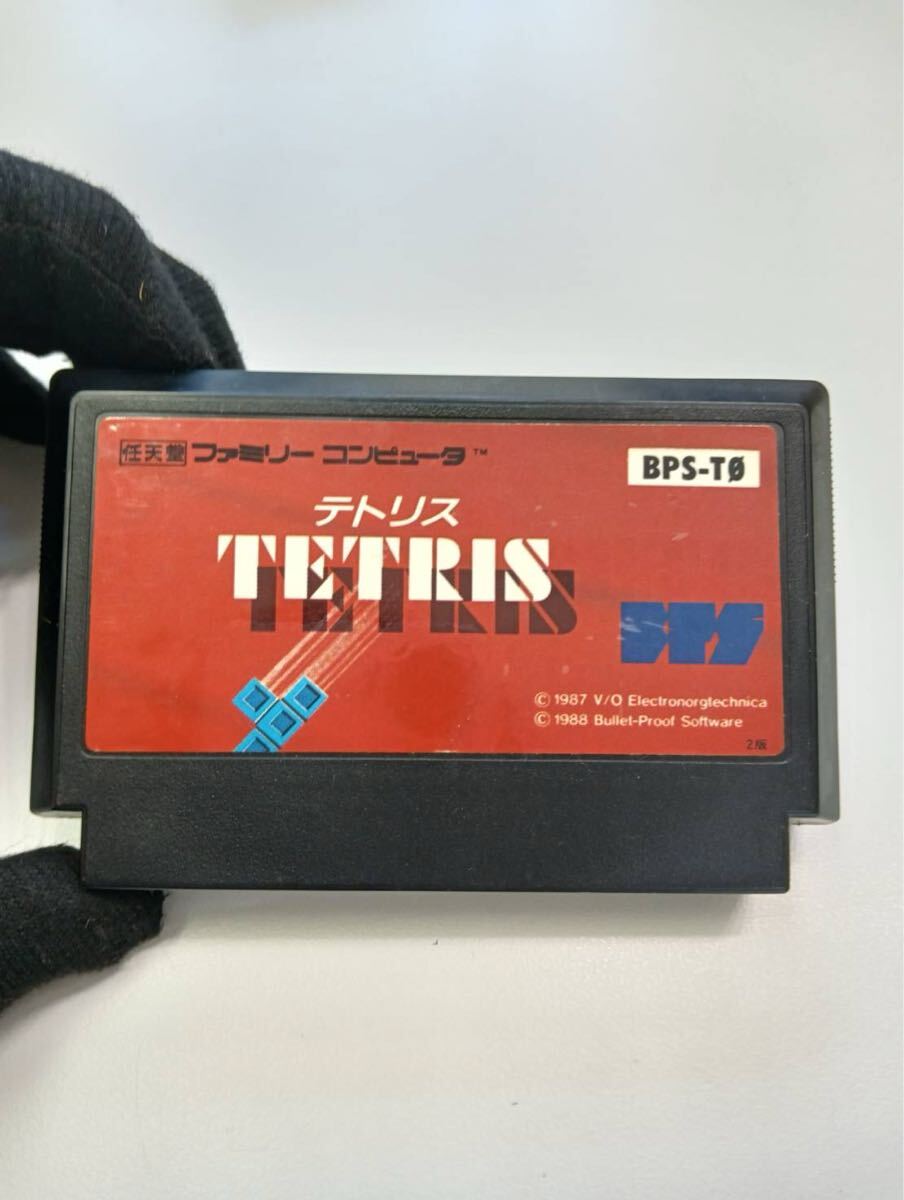 任天堂 ファミリー コンピュータ™
BPS-TØ
テトリス
TETRIS
BPS
© 1987 V/O Electronorgtechnica
© 1988 Bullet-Proof Software
2版